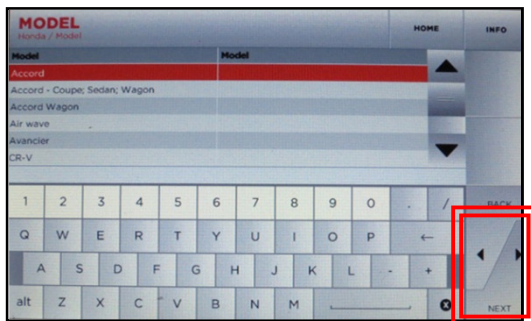 MODEL
Honda / Model
HOME
INFO
Model Model
Accord
Accord - Coupe; Sedan; Wagon
Accord Wagon
Air wave
Avancier
CR-V
1 2 3 4 5 6 7 8 9 0 . /
BACK
Q W E R T Y U I O P ←
A S D F G H J K L - +
alt Z X C V B N M
NEXT